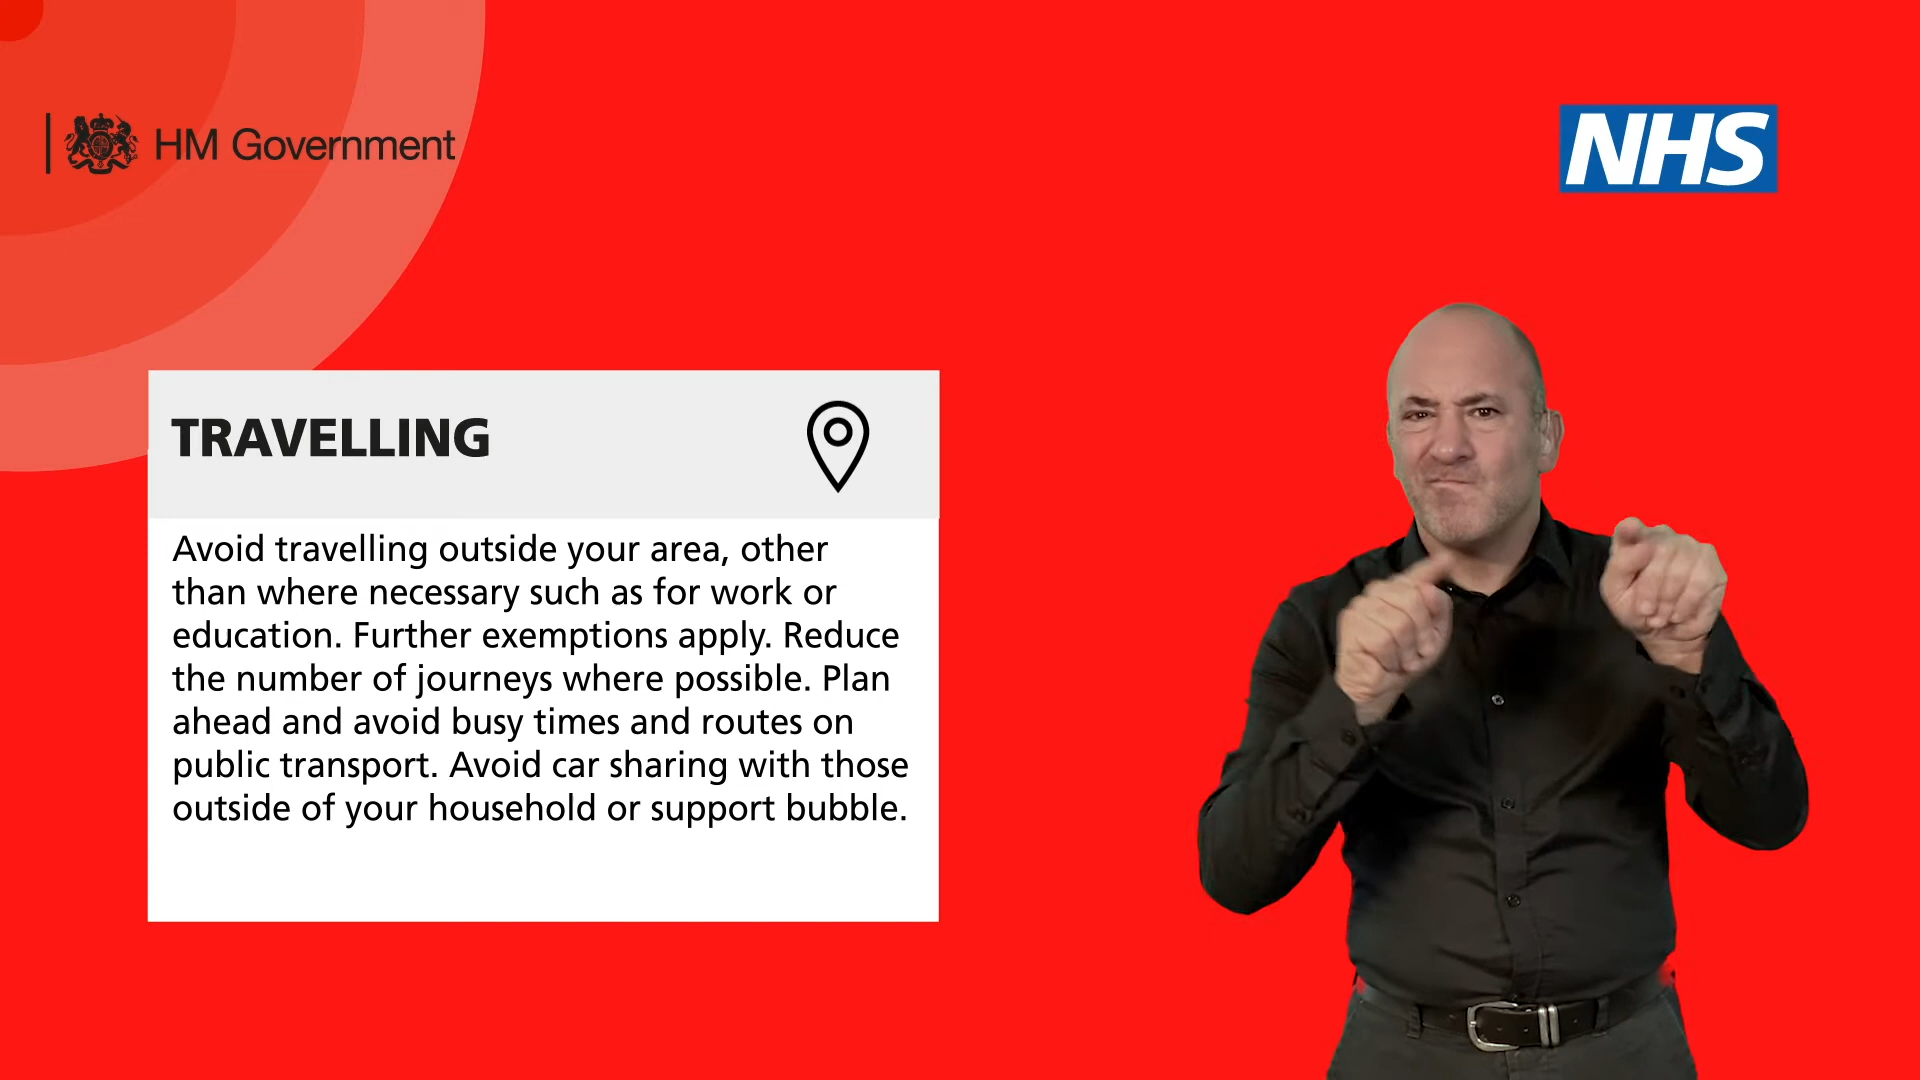 HM Government
NHS
TRAVELLING
Avoid travelling outside your area, other
than where necessary such as for work or
education. Further exemptions apply. Reduce
the number of journeys where possible. Plan
ahead and avoid busy times and routes on
public transport. Avoid car sharing with those
outside of your household or support bubble.